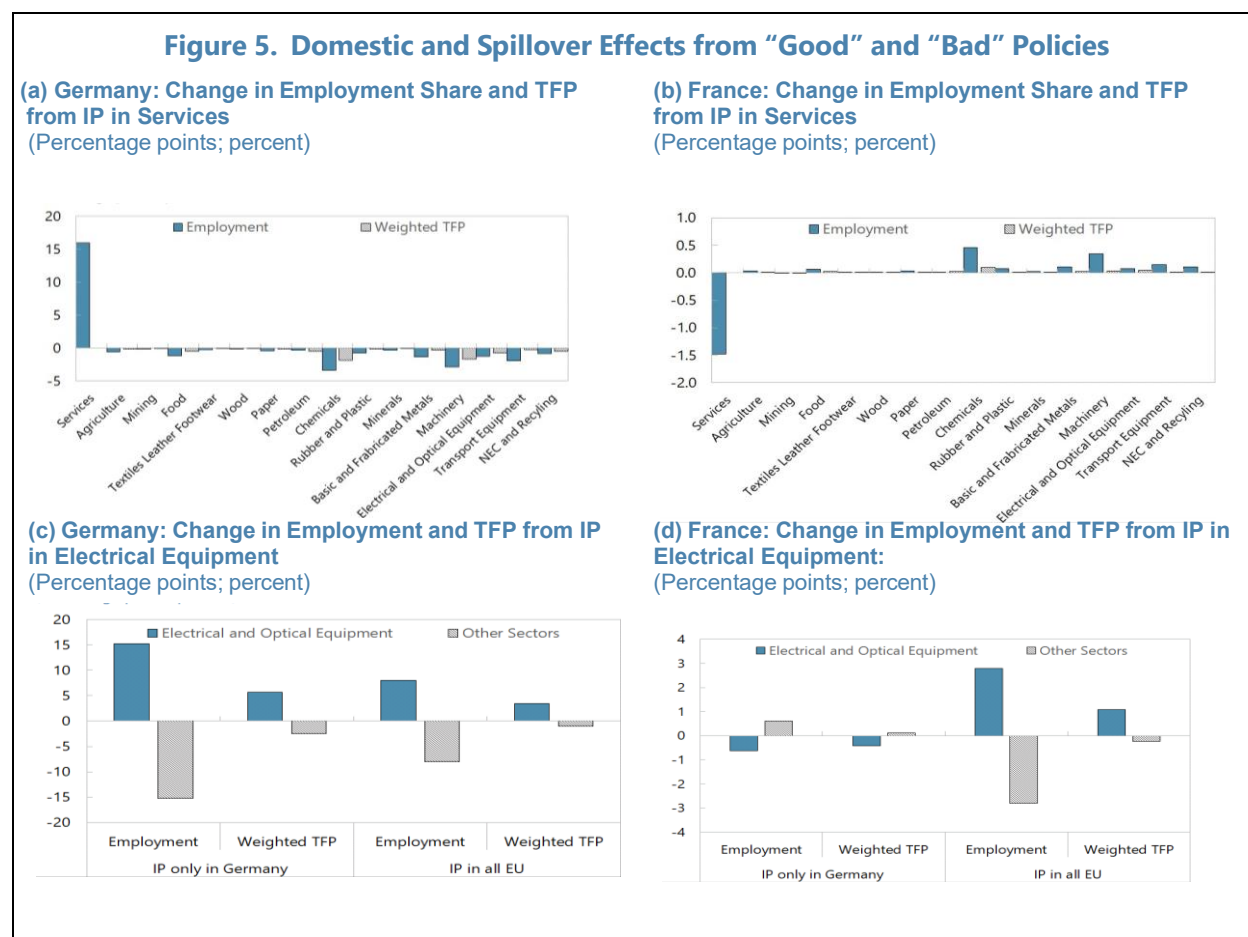 Figure 5. Domestic and Spillover Effects from “Good” and “Bad” Policies
(a) Germany: Change in Employment Share and TFP
from IP in Services
(Percentage points; percent)
20
15
10
5
0
-5
Employment
Weighted TFP
Services
Agriculture
Mining
Food
Textiles Leather Footwear
Wood
Paper
Petroleum
Chemicals
Rubber and Plastic
Minerals
Basic and Frabricated Metals
Machinery
Electrical and Optical Equipment
Transport Equipment
NEC and Recyling
(b) France: Change in Employment Share and TFP
from IP in Services
(Percentage points; percent)
1.0
0.5
0.0
-0.5
-1.0
-1.5
-2.0
Employment
Weighted TFP
Services
Agriculture
Mining
Food
Textiles Leather Footwear
Wood
Paper
Petroleum
Chemicals
Rubber and Plastic
Minerals
Basic and Frabricated Metals
Machinery
Electrical and Optical Equipment
Transport Equipment
NEC and Recyling
(c) Germany: Change in Employment and TFP from IP
in Electrical Equipment
(Percentage points; percent)
20
15
10
5
0
-5
-10
-15
-20
Electrical and Optical Equipment
Other Sectors
Employment
Weighted TFP
Employment
Weighted TFP
IP only in Germany
IP in all EU
(d) France: Change in Employment and TFP from IP in
Electrical Equipment:
(Percentage points; percent)
4
3
2
1
0
-1
-2
-3
-4
Electrical and Optical Equipment
Other Sectors
Employment
Weighted TFP
Employment
Weighted TFP
IP only in Germany
IP in all EU